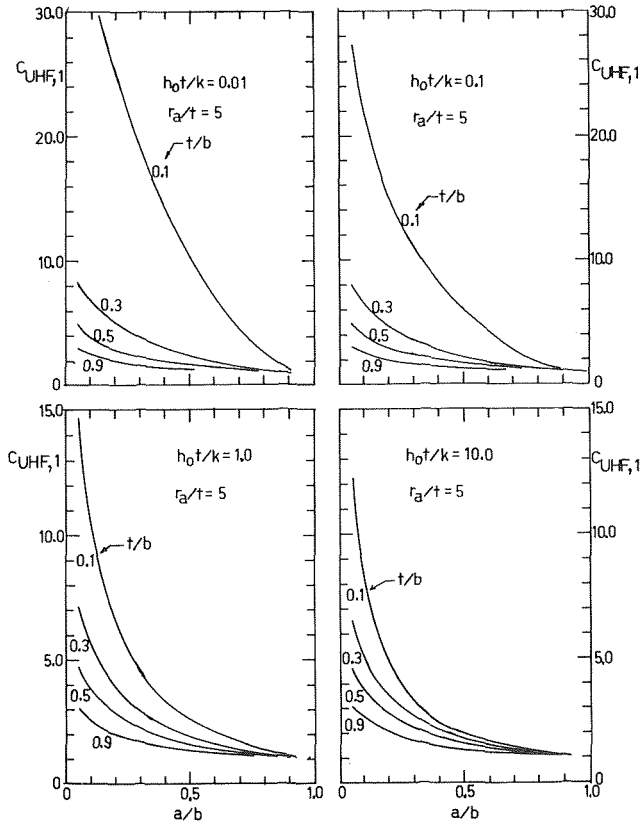 30.0
C_UHF,1
h_o t/k = 0.01
r_a/t = 5
t/b
20.0
0.1
10.0
0.3
0.5
0.9
0
30.0
C_UHF,1
h_o t/k = 0.1
r_a/t = 5
20.0
t/b
0.1
10.0
0.3
0.5
0.9
0
15.0
C_UHF,1
h_o t/k = 1.0
r_a/t = 5
10.0
t/b
0.1
5.0
0.3
0.5
0.9
0
0 0.5 1.0
a/b
15.0
C_UHF,1
h_o t/k = 10.0
r_a/t = 5
10.0
t/b
0.1
5.0
0.3
0.5
0.9
0
0 0.5 1.0
a/b